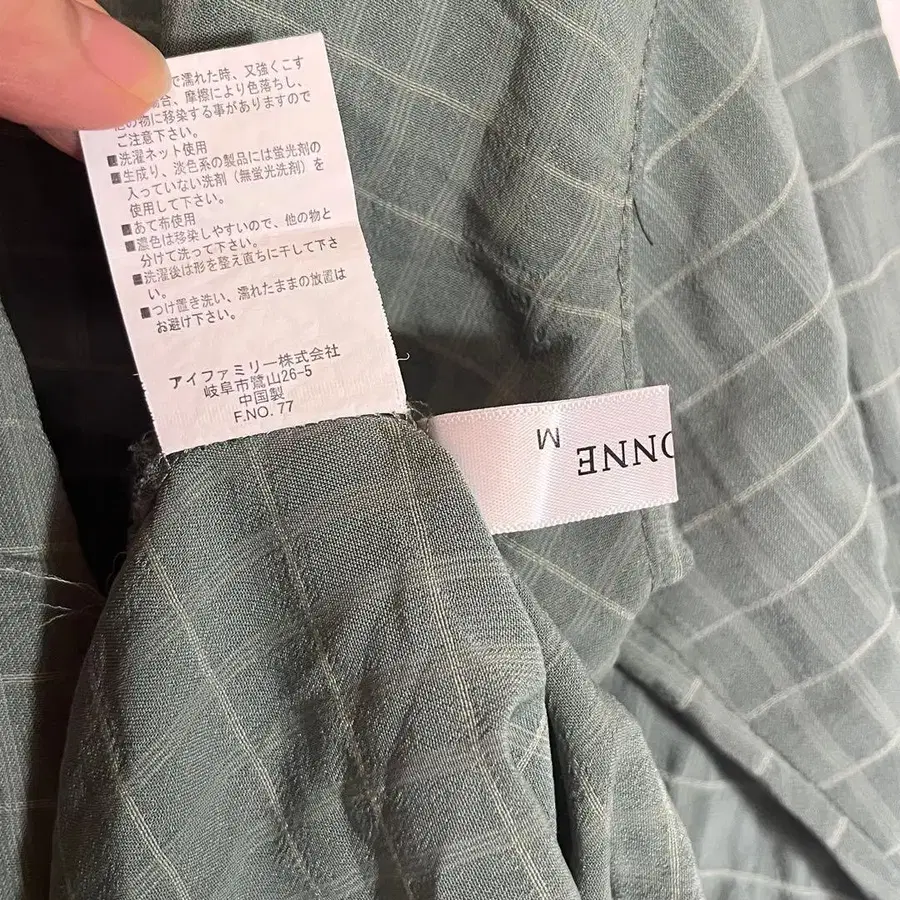 で濡れた時、又強くこす
場合、摩擦により色落ちし、
他の物に移染する事がありますので
ご注意下さい。
■洗濯ネット使用
■生成り、淡色系の製品には蛍光剤の
入っていない洗剤（無蛍光洗剤）を
使用して下さい。
■あて布使用
■濃色は移染しやすいので、他の物と
分けて洗って下さい。
■洗濯後は形を整え直ちに干して下さ
い。
■つけ置き洗い、濡れたままの放置は
お避け下さい。
アイファミリー株式会社
岐阜市鷺山26-5
中国製
F.NO. 77
ONNE
M